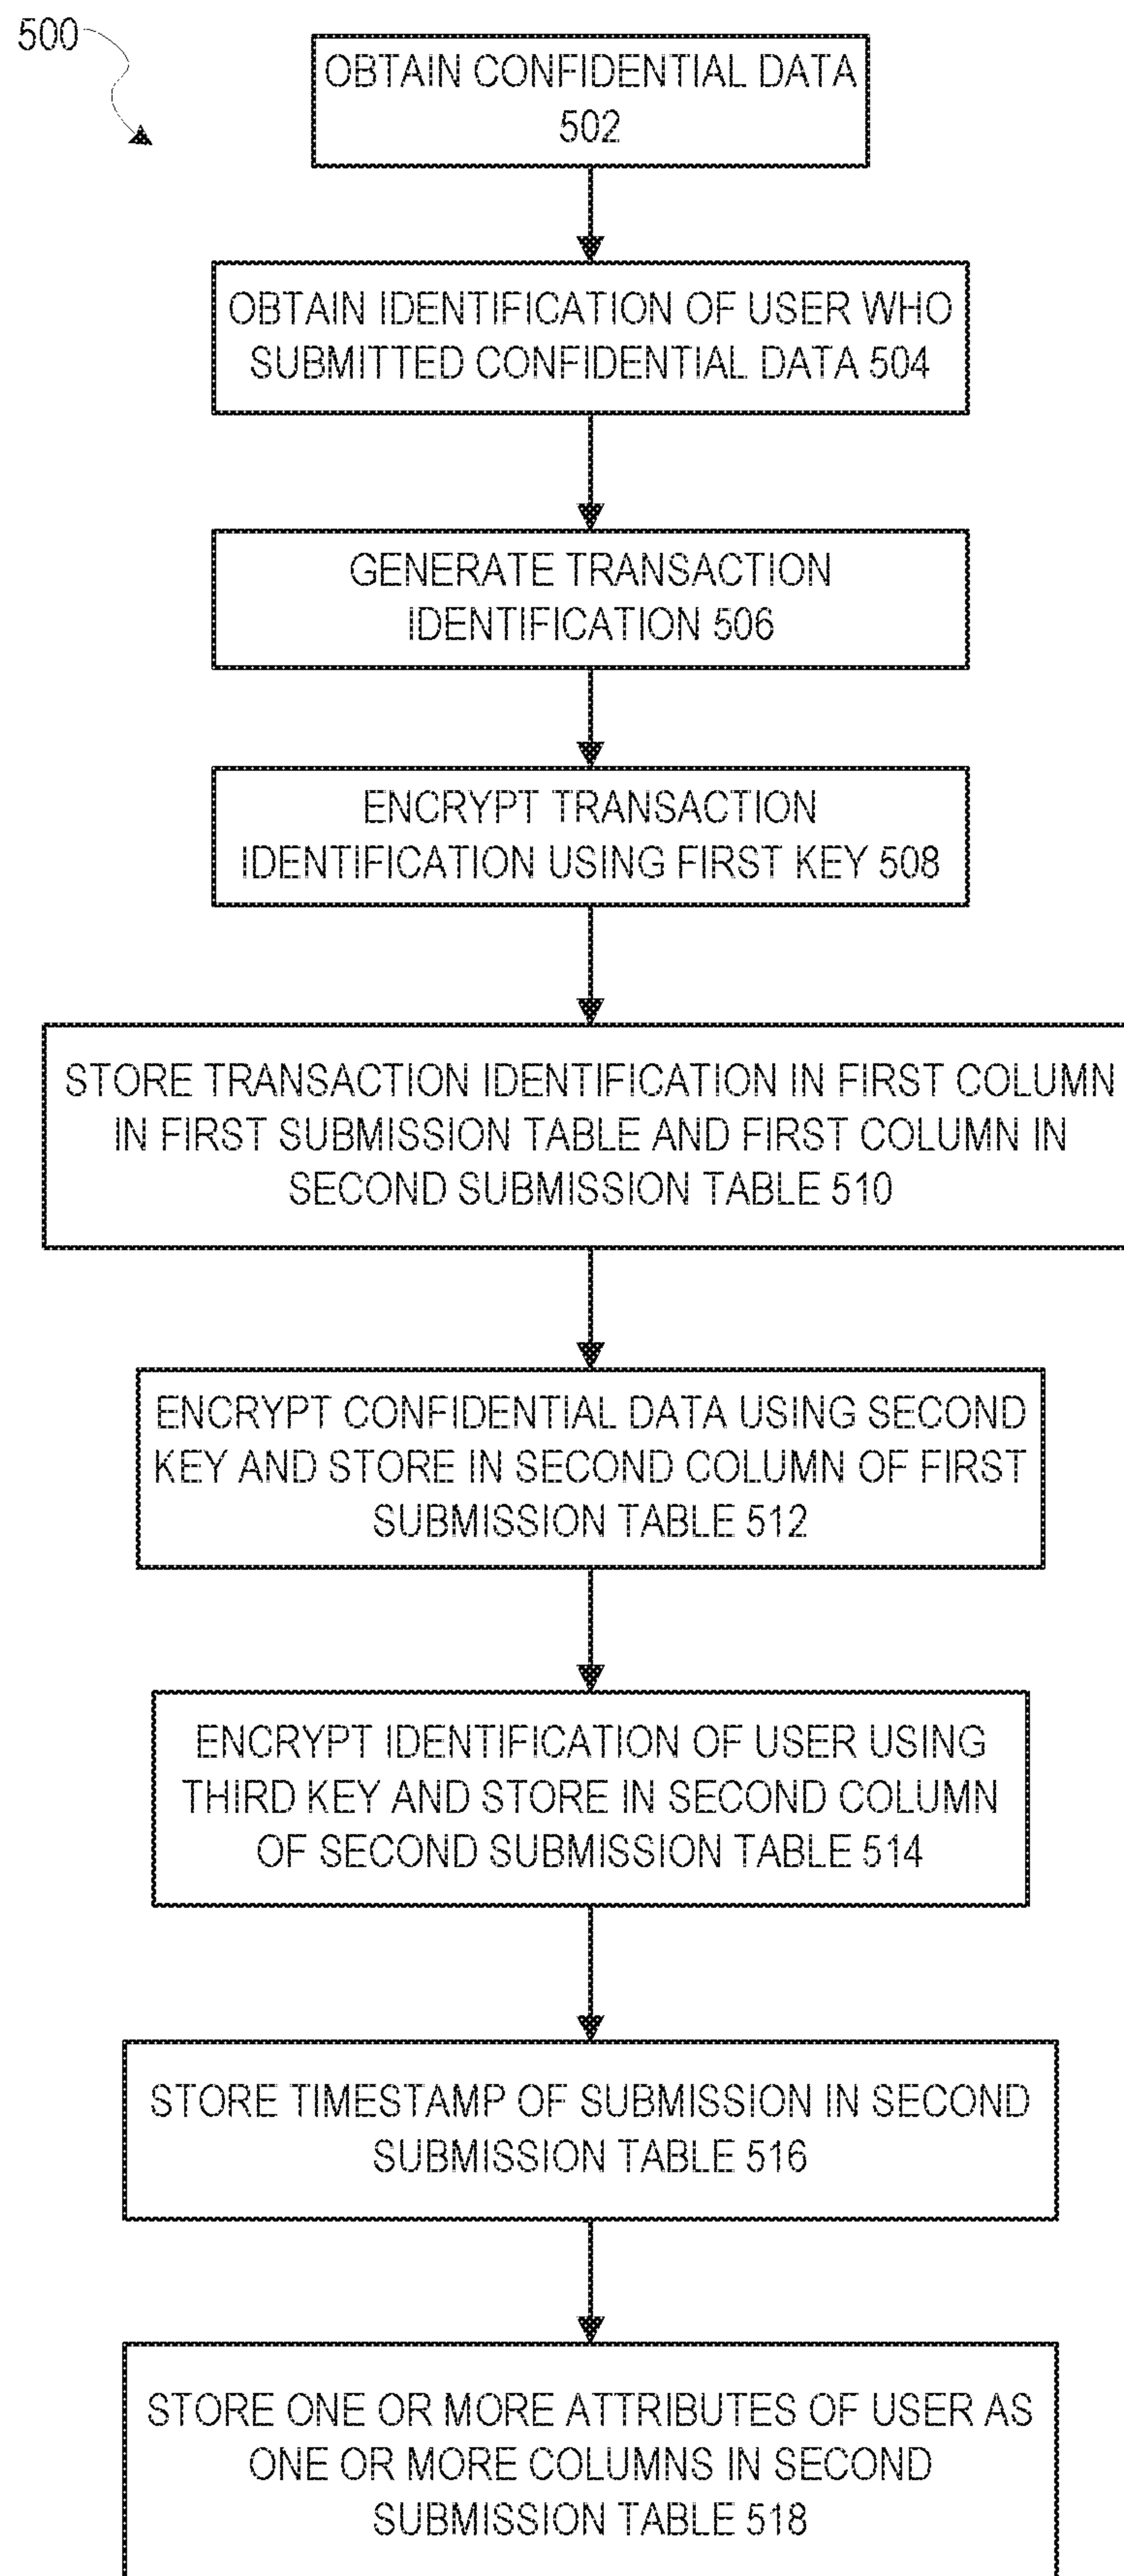 500
OBTAIN CONFIDENTIAL DATA
502
OBTAIN IDENTIFICATION OF USER WHO
SUBMITTED CONFIDENTIAL DATA 504
GENERATE TRANSACTION
IDENTIFICATION 506
ENCRYPT TRANSACTION
IDENTIFICATION USING FIRST KEY 508
STORE TRANSACTION IDENTIFICATION IN FIRST COLUMN
IN FIRST SUBMISSION TABLE AND FIRST COLUMN IN
SECOND SUBMISSION TABLE 510
ENCRYPT CONFIDENTIAL DATA USING SECOND
KEY AND STORE IN SECOND COLUMN OF FIRST
SUBMISSION TABLE 512
ENCRYPT IDENTIFICATION OF USER USING
THIRD KEY AND STORE IN SECOND COLUMN
OF SECOND SUBMISSION TABLE 514
STORE TIMESTAMP OF SUBMISSION IN SECOND
SUBMISSION TABLE 516
STORE ONE OR MORE ATTRIBUTES OF USER AS
ONE OR MORE COLUMNS IN SECOND
SUBMISSION TABLE 518